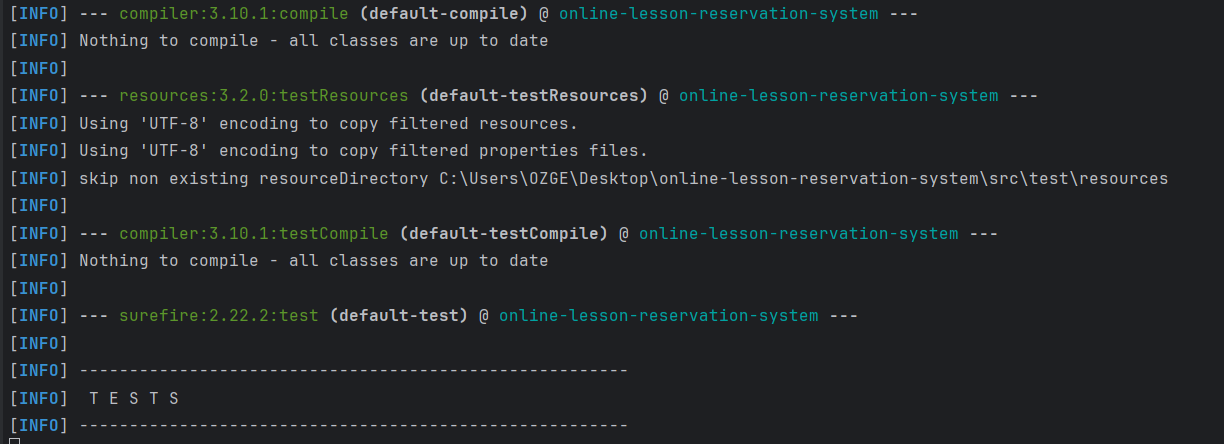 [INFO] --- compiler:3.10.1:compile (default-compile) @ online-lesson-reservation-system ---
[INFO] Nothing to compile - all classes are up to date
[INFO]
[INFO] --- resources:3.2.0:testResources (default-testResources) @ online-lesson-reservation-system ---
[INFO] Using 'UTF-8' encoding to copy filtered resources.
[INFO] Using 'UTF-8' encoding to copy filtered properties files.
[INFO] skip non existing resourceDirectory C:\Users\OZGE\Desktop\online-lesson-reservation-system\src\test\resources
[INFO]
[INFO] --- compiler:3.10.1:testCompile (default-testCompile) @ online-lesson-reservation-system ---
[INFO] Nothing to compile - all classes are up to date
[INFO]
[INFO] --- surefire:2.22.2:test (default-test) @ online-lesson-reservation-system ---
[INFO]
[INFO] -------------------------------------------------------
[INFO]  T E S T S
[INFO] -------------------------------------------------------